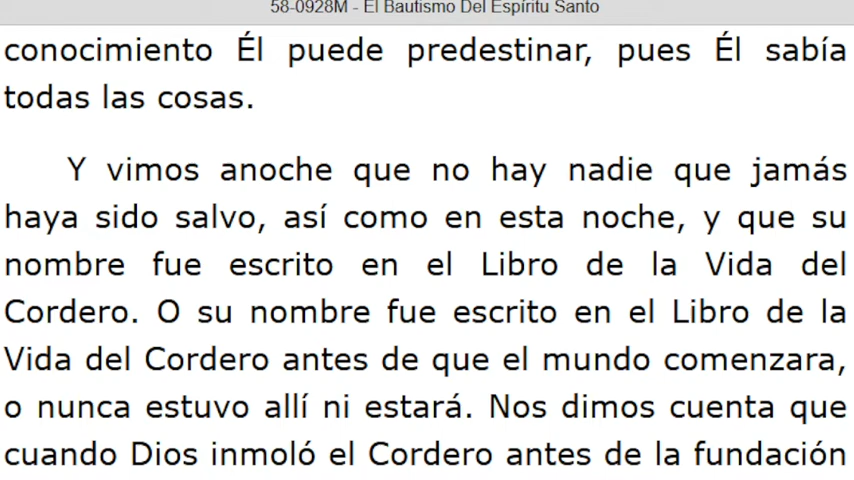 58-0928M - El Bautismo Del Espíritu Santo
conocimiento Él puede predestinar, pues Él sabía
todas las cosas.
Y vimos anoche que no hay nadie que jamás
haya sido salvo, así como en esta noche, y que su
nombre fue escrito en el Libro de la Vida del
Cordero. O su nombre fue escrito en el Libro de la
Vida del Cordero antes de que el mundo comenzara,
o nunca estuvo allí ni estará. Nos dimos cuenta que
cuando Dios inmoló el Cordero antes de la fundación